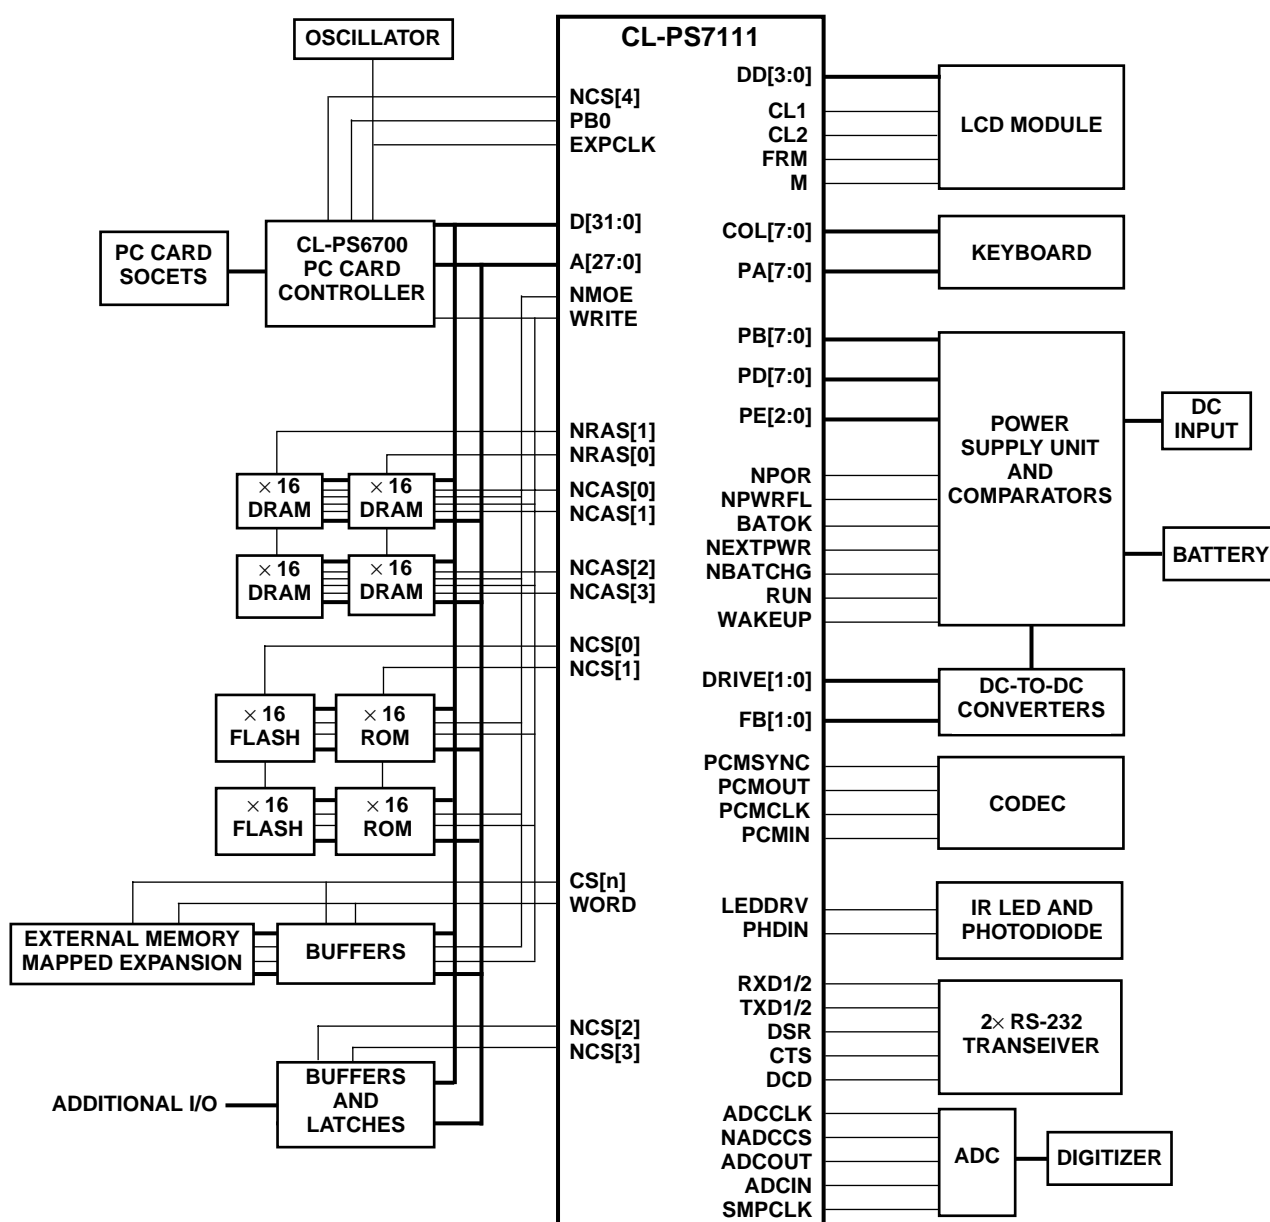 CL-PS7111
OSCILLATOR
NCS[4]
PB0
EXPCLK
D[31:0]
A[27:0]
NMOE
WRITE
PC CARD
SOCETS
CL-PS6700
PC CARD
CONTROLLER
NRAS[1]
NRAS[0]
NCAS[0]
NCAS[1]
NCAS[2]
NCAS[3]
× 16
DRAM
× 16
DRAM
× 16
DRAM
× 16
DRAM
NCS[0]
NCS[1]
× 16
FLASH
× 16
ROM
× 16
FLASH
× 16
ROM
CS[n]
WORD
EXTERNAL MEMORY
MAPPED EXPANSION
BUFFERS
NCS[2]
NCS[3]
ADDITIONAL I/O
BUFFERS
AND
LATCHES
DD[3:0]
CL1
CL2
FRM
M
LCD MODULE
COL[7:0]
PA[7:0]
KEYBOARD
PB[7:0]
PD[7:0]
PE[2:0]
NPOR
NPWRFL
BATOK
NEXTPWR
NBATCHG
RUN
WAKEUP
POWER
SUPPLY UNIT
AND
COMPARATORS
DC
INPUT
BATTERY
DRIVE[1:0]
FB[1:0]
DC-TO-DC
CONVERTERS
PCMSYNC
PCMOUT
PCMCLK
PCMIN
CODEC
LEDDRV
PHDIN
IR LED AND
PHOTODIODE
RXD1/2
TXD1/2
DSR
CTS
DCD
2× RS-232
TRANSEIVER
ADCCLK
NADCCS
ADCOUT
ADCIN
SMPCLK
ADC
DIGITIZER